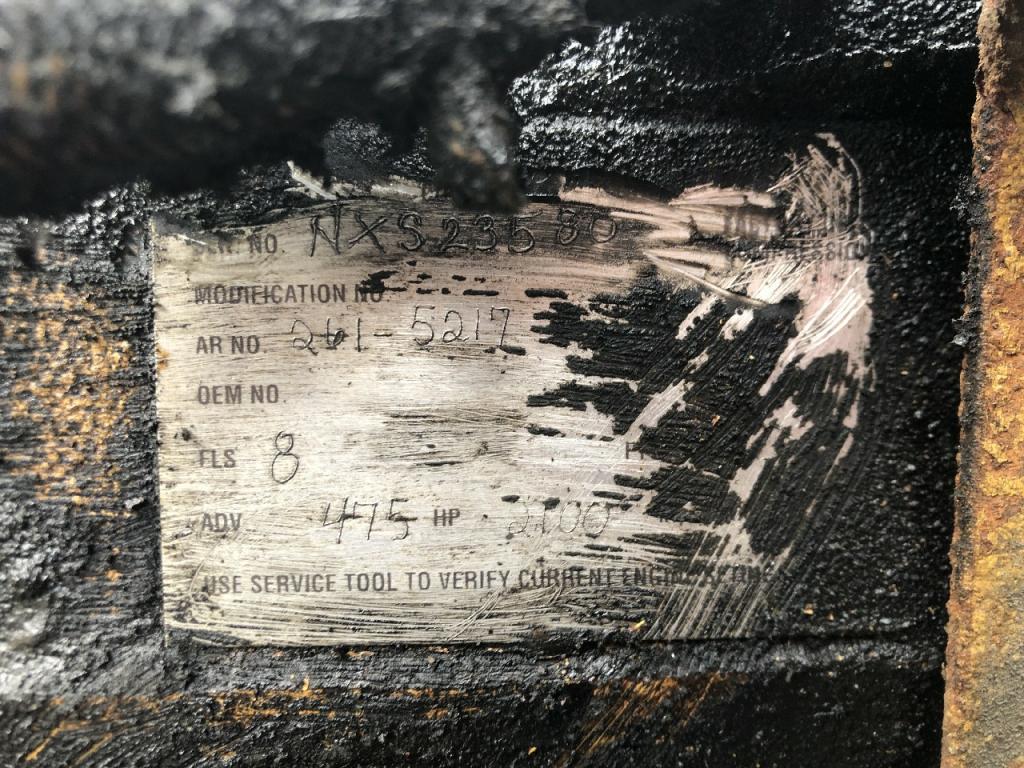 NO. NXS23580
MODIFICATION NO
AR NO. 261-5217
OEM NO.
FLS 8
ADV 475 HP 2100
USE SERVICE TOOL TO VERIFY CURRENT ENGINE